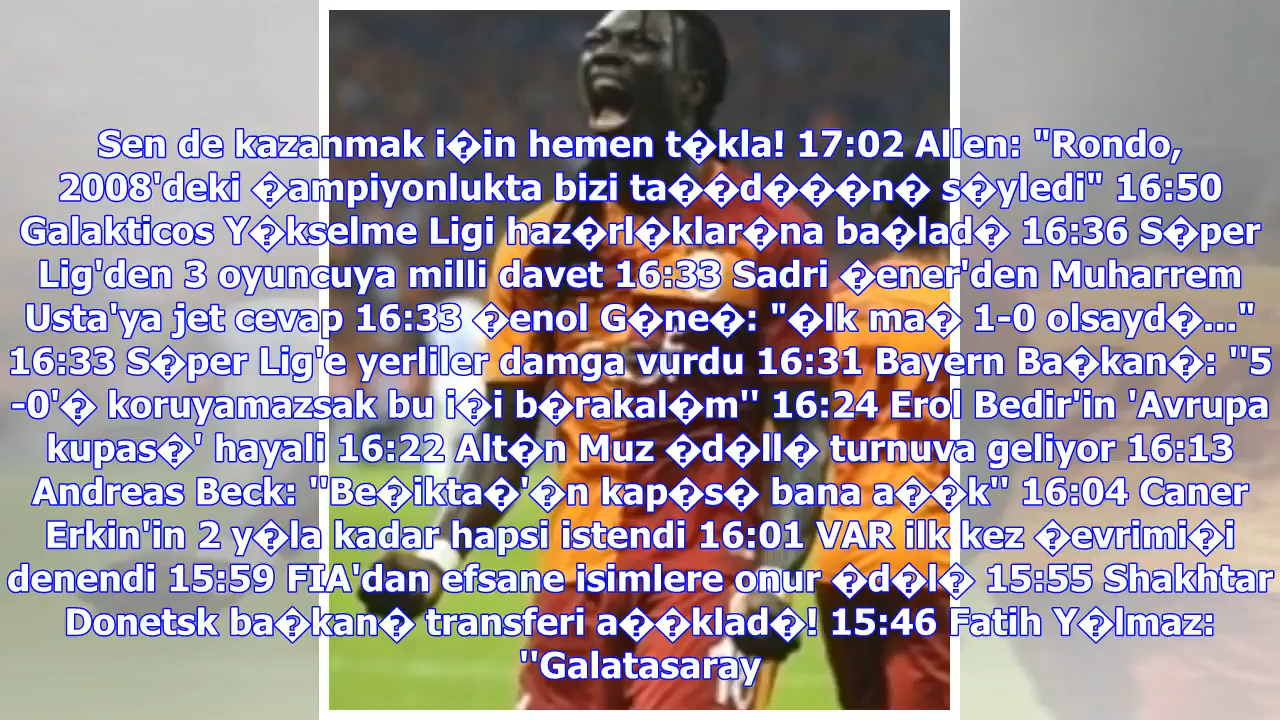 Sen de kazanmak i�in hemen t�kla! 17:02 Allen: "Rondo,
2008'deki �ampiyonlukta bizi ta��d���n� s�yledi" 16:50
Galakticos Y�kselme Ligi haz�rl�klar�na ba�lad� 16:36 S�per
Lig'den 3 oyuncuya milli davet 16:33 Sadri �ener'den Muharrem
Usta'ya jet cevap 16:33 �enol G�ne�: "�lk ma� 1-0 olsayd�..."
16:33 S�per Lig'e yerliler damga vurdu 16:31 Bayern Ba�kan�: ''5
-0'� koruyamazsak bu i�i b�rakal�m'' 16:24 Erol Bedir'in 'Avrupa
kupas�' hayali 16:22 Alt�n Muz �d�ll� turnuva geliyor 16:13
Andreas Beck: ''Be�ikta�'�n kap�s� bana a��k'' 16:04 Caner
Erkin'in 2 y�la kadar hapsi istendi 16:01 VAR ilk kez �evrimi�i
denendi 15:59 FIA'dan efsane isimlere onur �d�l� 15:55 Shakhtar
Donetsk ba�kan� transferi a��klad�! 15:46 Fatih Y�lmaz:
''Galatasaray